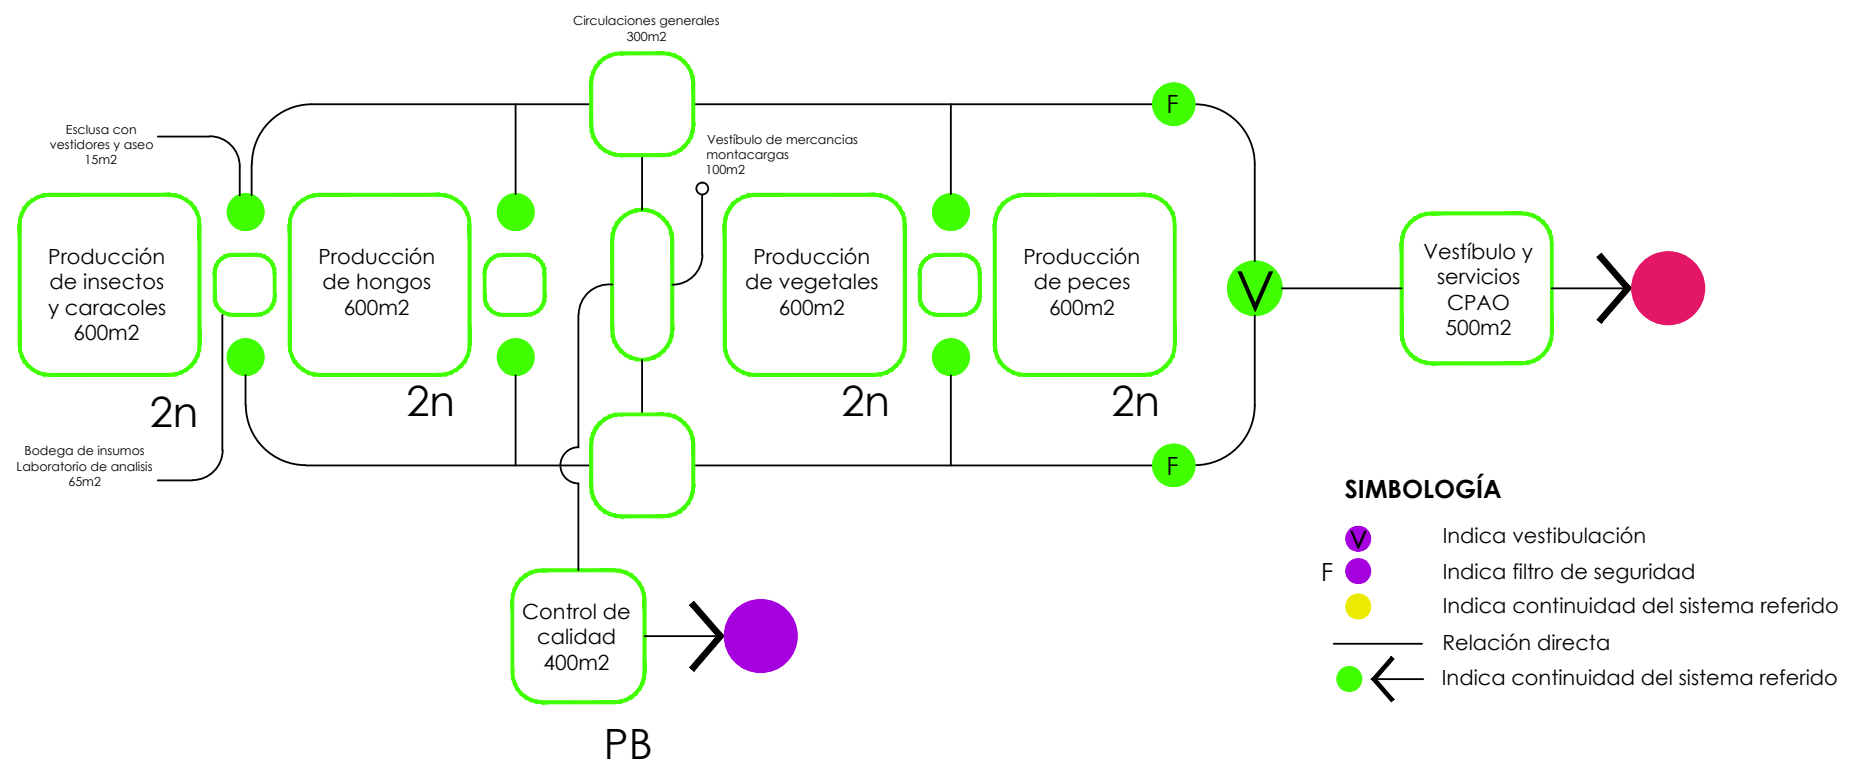 Circulaciones generales
300m2
F
Esclusa con
vestidores y aseo
15m2
Vestíbulo de mercancias
montacargas
100m2
Producción
de insectos
y caracoles
600m2
2n
Producción
de hongos
600m2
2n
Producción
de vegetales
600m2
2n
Producción
de peces
600m2
2n
V
Vestíbulo y
servicios
CPAO
500m2
Bodega de insumos
Laboratorio de analisis
65m2
F
Control de
calidad
400m2
PB
SIMBOLOGÍA
V Indica vestibulación
F Indica filtro de seguridad
Indica continuidad del sistema referido
Relación directa
Indica continuidad del sistema referido